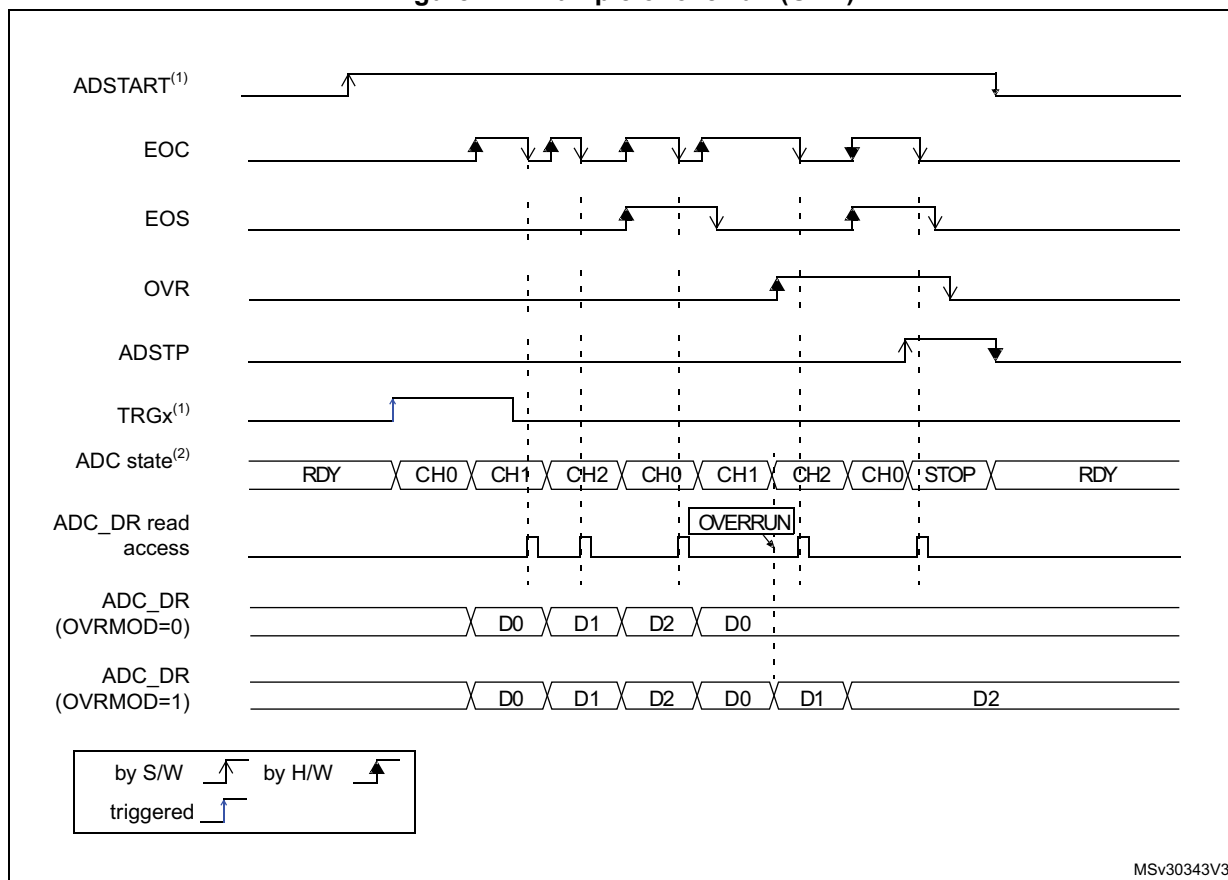 ADSTART(1)
EOC
EOS
OVR
ADSTP
TRGx(1)
ADC state(2)
RDY CH0 CH1 CH2 CH0 CH1 CH2 CH0 STOP RDY
ADC_DR read
access
OVERRUN
ADC_DR
(OVRMOD=0)
D0 D1 D2 D0
ADC_DR
(OVRMOD=1)
D0 D1 D2 D0 D1 D2
by S/W by H/W
triggered
MSv30343V3